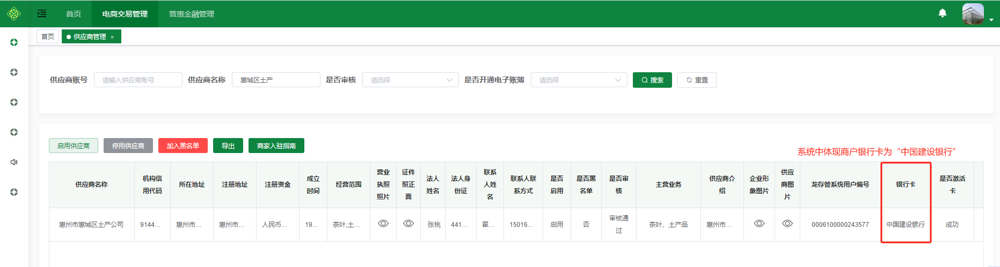 首页 电商交易管理 普惠金融管理
首页 供应商管理 ×
供应商账号 请输入供应商账号 供应商名称 惠城区土产 是否审核 请选择 是否开通电子账簿 请选择 搜索 重置
启用供应商 停用供应商 加入黑名单 导出 商家入驻指南
系统中体现商户银行卡为“中国建设银行”
供应商名称 机构信用代码 所在地址 注册地址 注册资金 成立时间 经营范围 营业执照照片 证件照正面 法人姓名 法人身份证 联系人姓名 联系人联系方式 是否启用 是否黑名单 是否审核 主营业务 供应商介绍 企业形象图片 供应商图片 龙存管系统用户编号 银行卡 是否激活卡
惠州市惠城区土产公司 9144... 惠州市... 惠州市... 人民币... 19... 茶叶,土... 张桃 441... 翟... 15016... 启用 否 审核通过 茶叶、土产品 惠州市... 0006100000243577 中国建设银行 成功